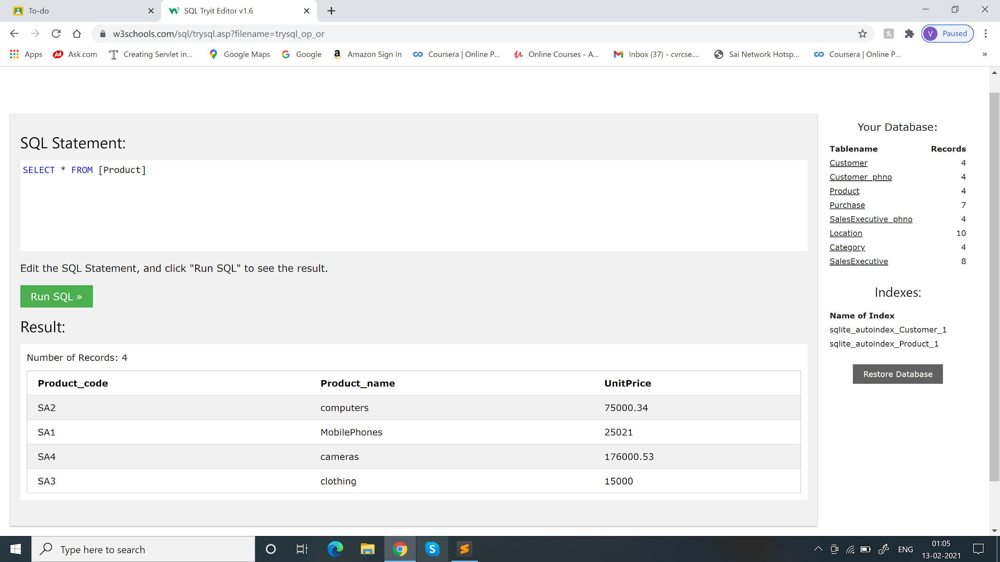 To-do
SQL Tryit Editor v1.6
w3schools.com/sql/trysql.asp?filename=trysql_op_or
V Paused
Apps Ask Ask.com Creating Servlet in... Google Maps Google Amazon Sign In Coursera | Online P... Online Courses - A... Inbox (37) - cvrcse.... Sai Network Hotsp... Coursera | Online P... »
SQL Statement:
SELECT * FROM [Product]
Edit the SQL Statement, and click "Run SQL" to see the result.
Run SQL »
Result:
Number of Records: 4
Product_code Product_name UnitPrice
SA2 computers 75000.34
SA1 MobilePhones 25021
SA4 cameras 176000.53
SA3 clothing 15000
Your Database:
Tablename Records
Customer 4
Customer_phno 4
Product 4
Purchase 7
SalesExecutive_phno 4
Location 10
Category 4
SalesExecutive 8
Indexes:
Name of Index
sqlite_autoindex_Customer_1
sqlite_autoindex_Product_1
Restore Database
Type here to search
ENG
01:05
13-02-2021